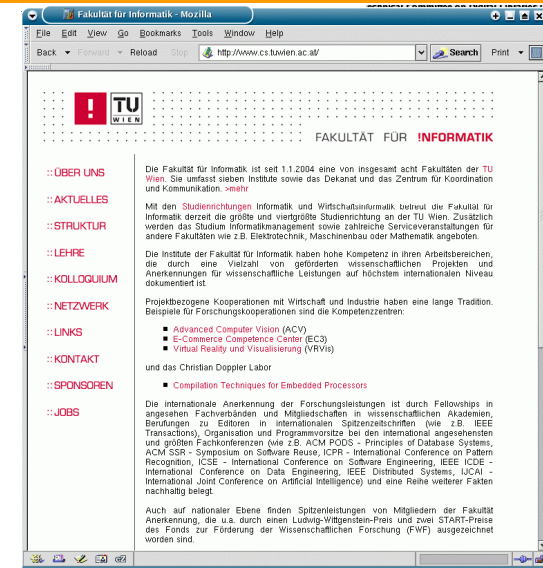 Technical Committee on Digital Libraries
Fakultät für Informatik - Mozilla
File Edit View Go Bookmarks Tools Window Help
Back Forward Reload Stop http://www.cs.tuwien.ac.at/ Search Print
! TU
WIEN
FAKULTÄT FÜR !NFORMATIK
:: ÜBER UNS
:: AKTUELLES
:: STRUKTUR
:: LEHRE
:: KOLLOQUIUM
:: NETZWERK
:: LINKS
:: KONTAKT
:: SPONSOREN
:: JOBS
Die Fakultät für Informatik ist seit 1.1.2004 eine von insgesamt acht Fakultäten der TU
Wien. Sie umfasst sieben Institute sowie das Dekanat und das Zentrum für Koordination
und Kommunikation. >mehr
Mit den Studienrichtungen Informatik und Wirtschaftsinformatik betreut die Fakultät für
Informatik derzeit die größte und viertgrößte Studienrichtung an der TU Wien. Zusätzlich
werden das Studium Informatikmanagement sowie zahlreiche Serviceveranstaltungen für
andere Fakultäten wie z.B. Elektrotechnik, Maschinenbau oder Mathematik angeboten.
Die Institute der Fakultät für Informatik haben hohe Kompetenz in ihren Arbeitsbereichen,
die durch eine Vielzahl von geförderten wissenschaftlichen Projekten und
Anerkennungen für wissenschaftliche Leistungen auf höchstem internationalen Niveau
dokumentiert ist.
Projektbezogene Kooperationen mit Wirtschaft und Industrie haben eine lange Tradition.
Beispiele für Forschungskooperationen sind die Kompetenzzentren:
■ Advanced Computer Vision (ACV)
■ E-Commerce Competence Center (EC3)
■ Virtual Reality und Visualisierung (VRVis)
und das Christian Doppler Labor
■ Compilation Techniques for Embedded Processors
Die internationale Anerkennung der Forschungsleistungen ist durch Fellowships in
angesehen Fachverbänden und Mitgliedschaften in wissenschaftlichen Akademien,
Berufungen zu Editoren in internationalen Spitzenzeitschriften (wie z.B. IEEE
Transactions), Organisation und Programmvorsitze bei den international angesehensten
und größten Fachkonferenzen (wie z.B. ACM PODS - Principles of Database Systems,
ACM SSR - Symposium on Software Reuse, ICPR - International Conference on Pattern
Recognition, ICSE - International Conference on Software Engineering, IEEE ICDE -
International Conference on Data Engineering, IEEE Distributed Systems, IJCAI -
International Joint Conference on Artificial Intelligence) und eine Reihe weiterer Fakten
nachhaltig belegt.
Auch auf nationaler Ebene finden Spitzenleistungen von Mitgliedern der Fakultät
Anerkennung, die u.a. durch einen Ludwig-Wittgenstein-Preis und zwei START-Preise
des Fonds zur Förderung der Wissenschaftlichen Forschung (FWF) ausgezeichnet
worden sind.